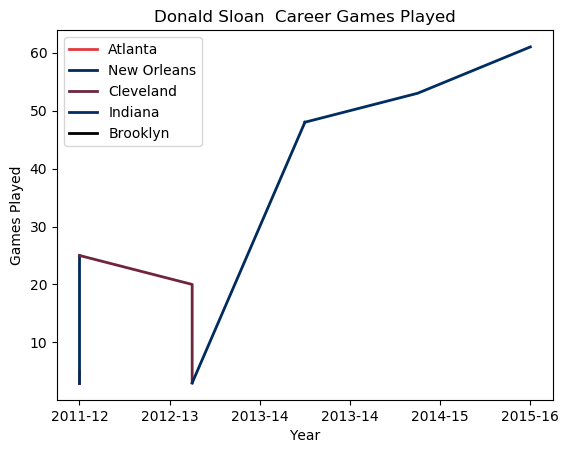 Donald Sloan  Career Games Played
Atlanta
New Orleans
Cleveland
Indiana
Brooklyn
60
50
40
30
20
10
Games Played
2011-12 2012-13 2013-14 2013-14 2014-15 2015-16
Year